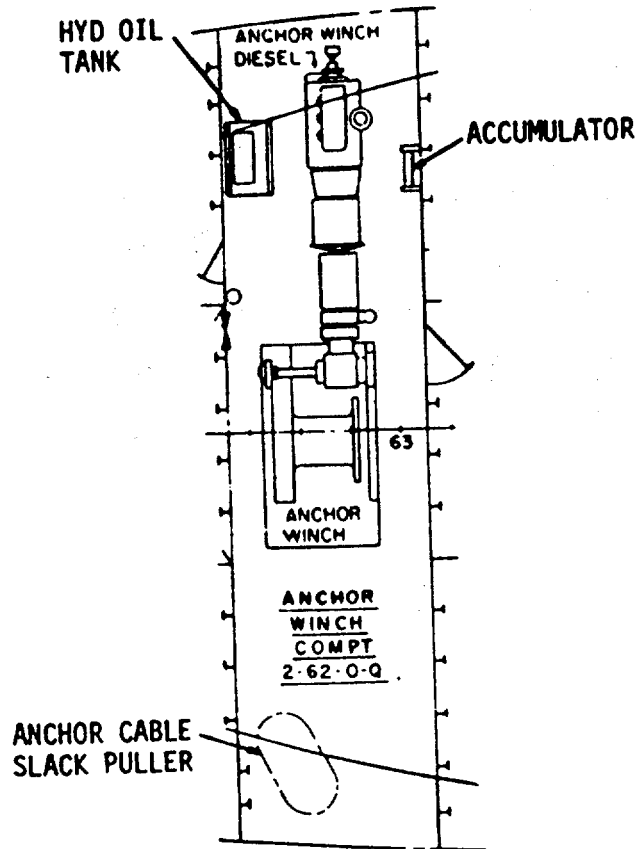 HYD OIL
TANK
ANCHOR WINCH
DIESEL
ACCUMULATOR
63
ANCHOR
WINCH
ANCHOR
WINCH
COMPT
2-62-0-Q
ANCHOR CABLE
SLACK PULLER